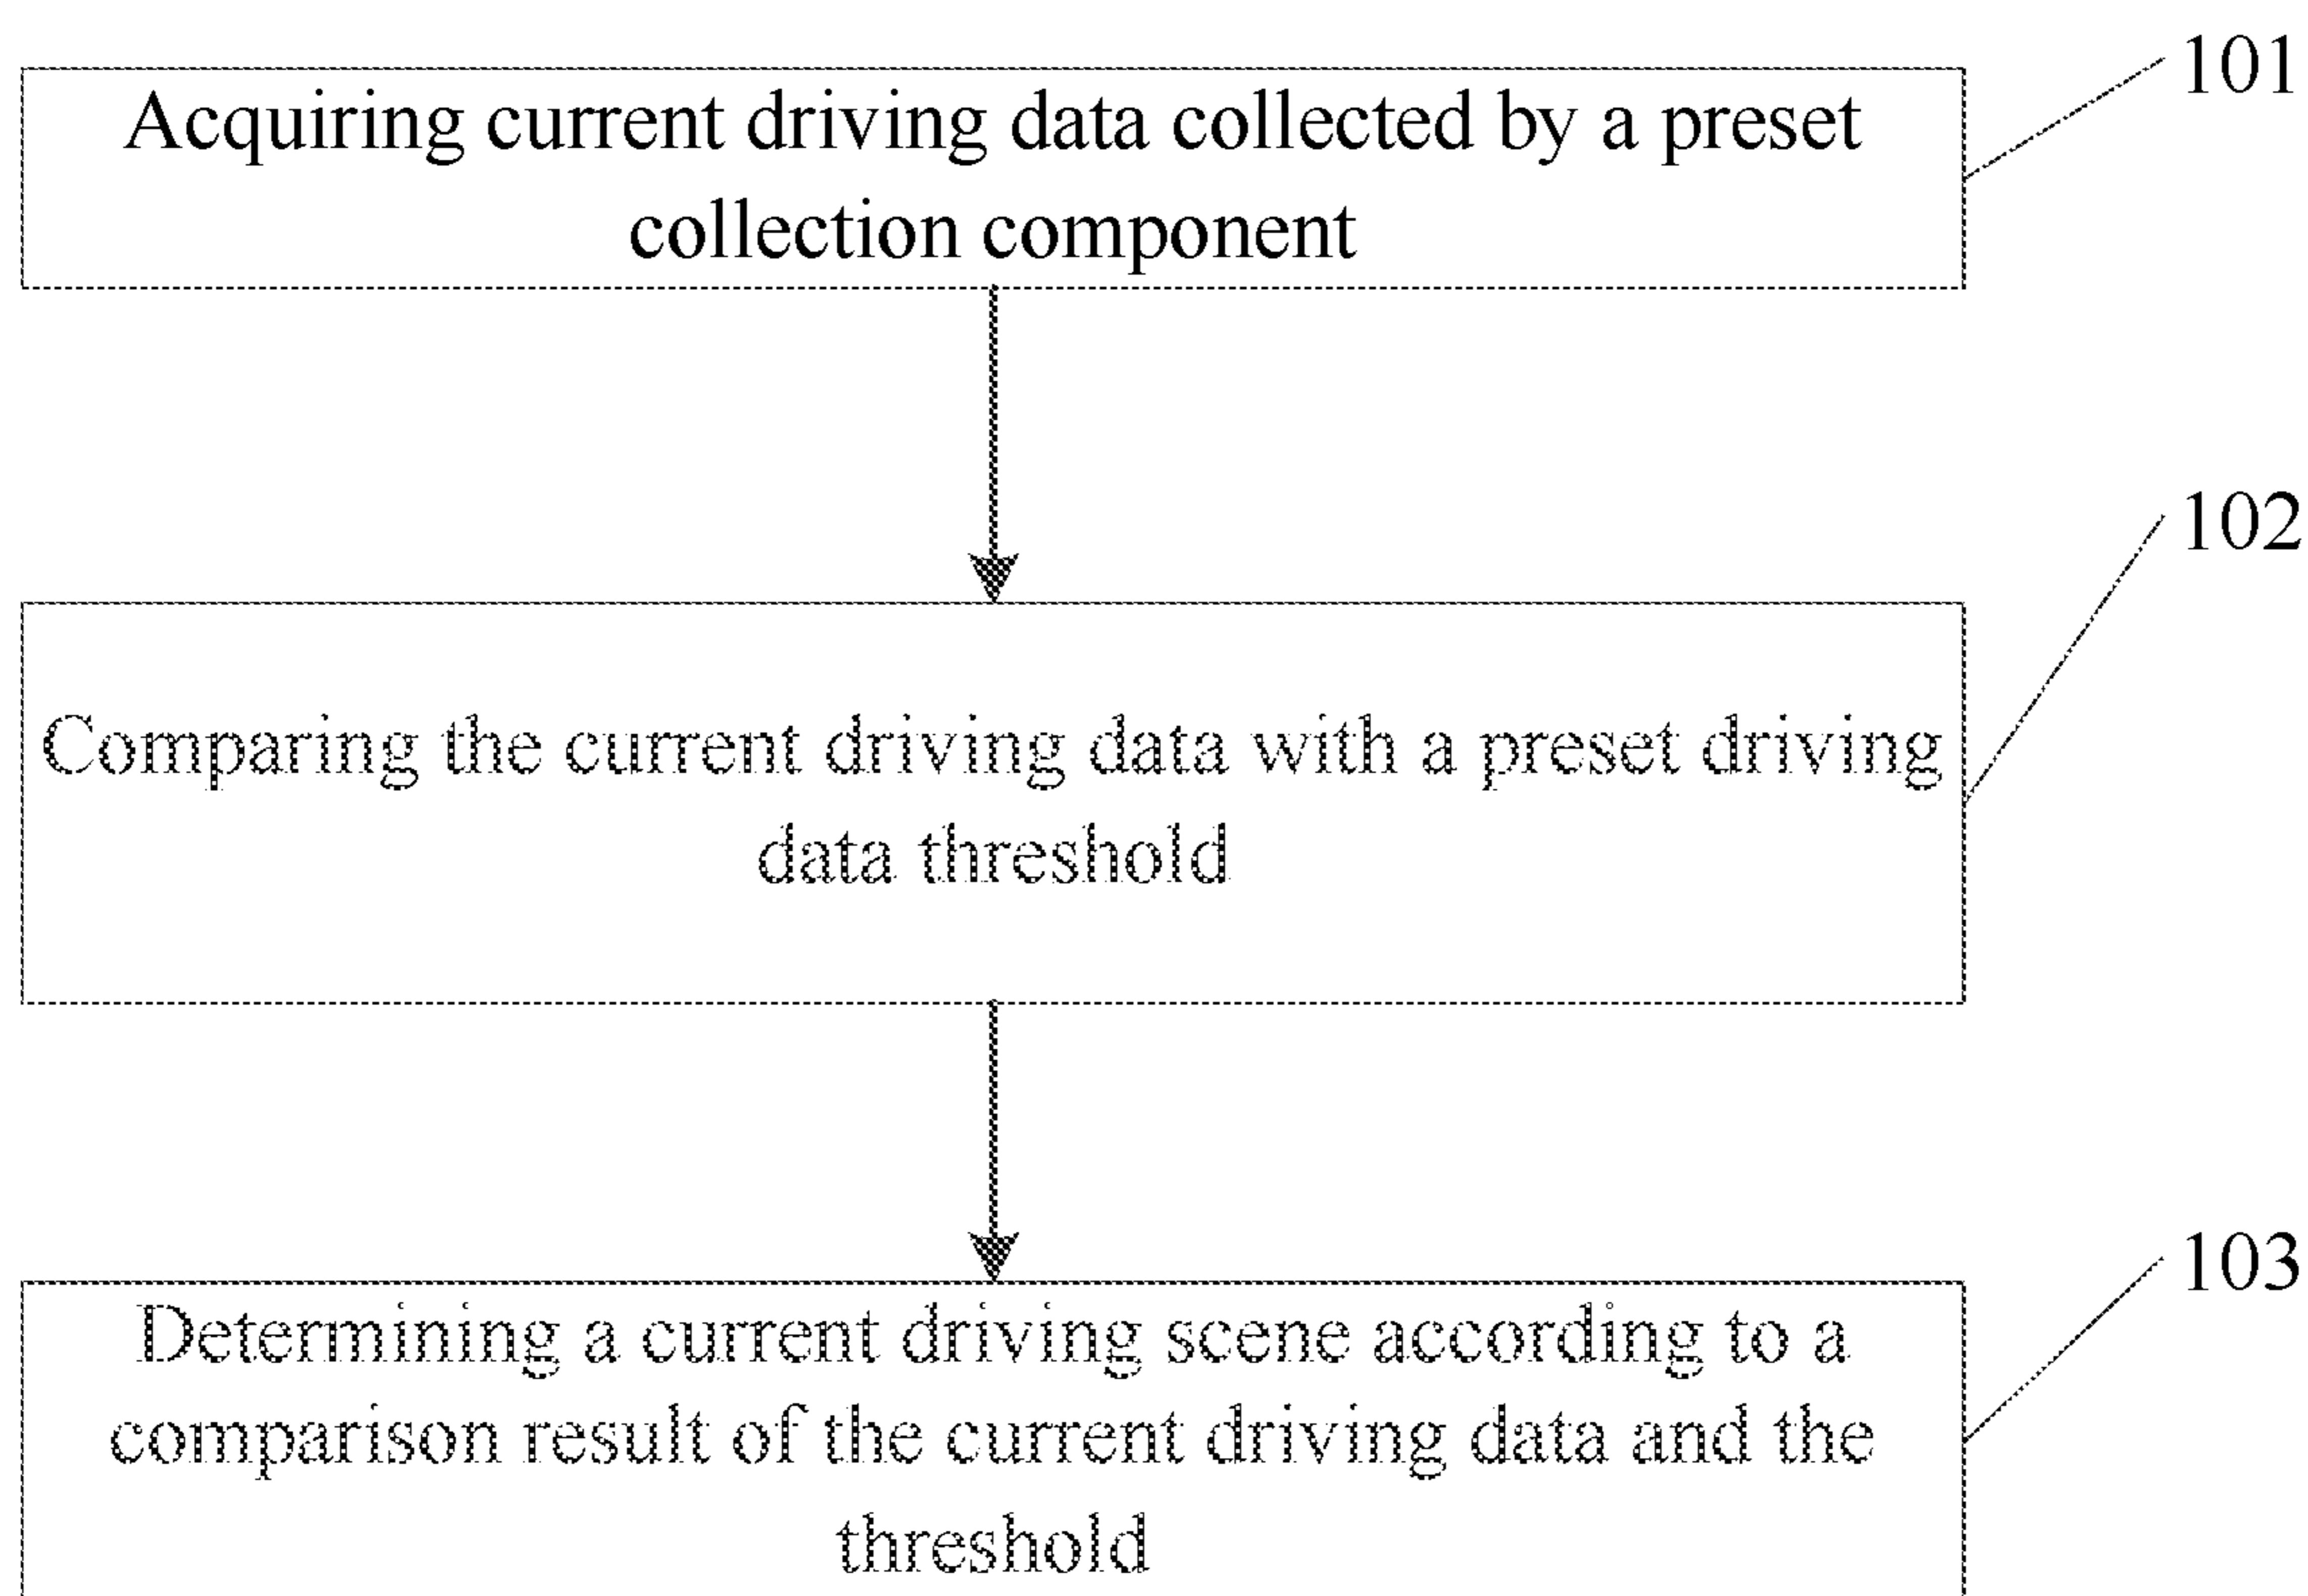 101
Acquiring current driving data collected by a preset
collection component
102
Comparing the current driving data with a preset driving
data threshold
103
Determining a current driving scene according to a
comparison result of the current driving data and the
threshold